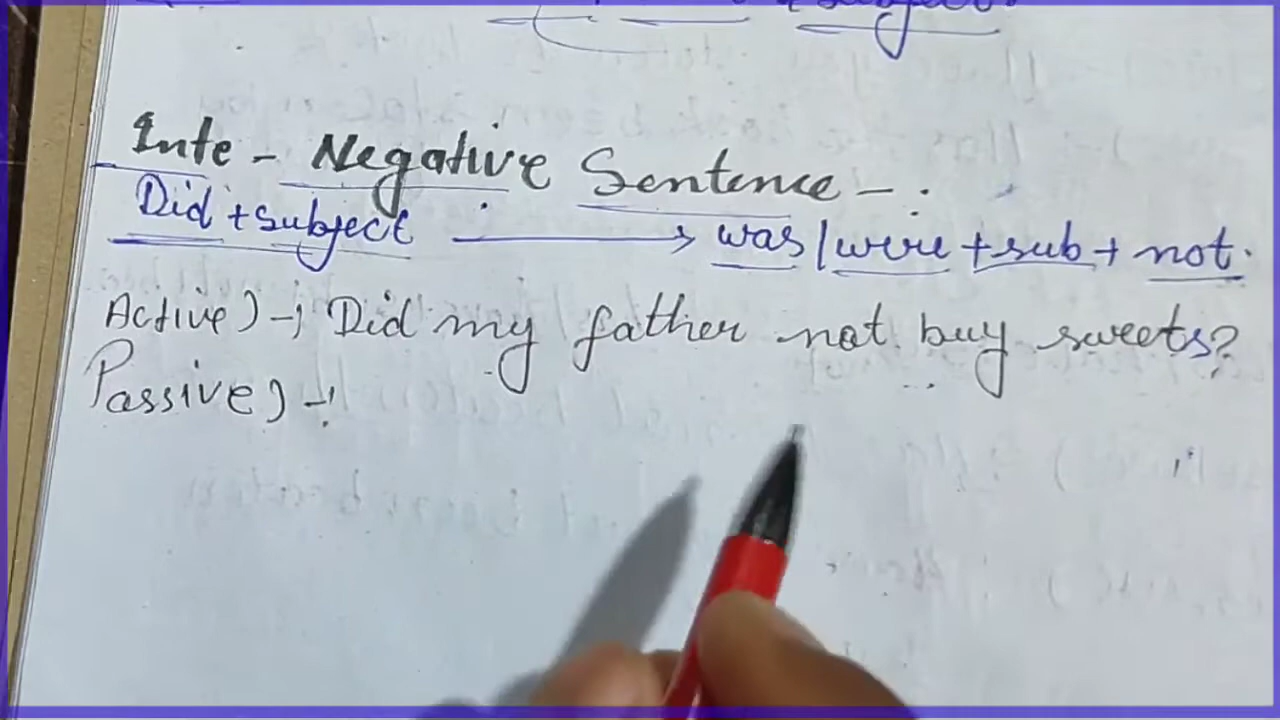 Inte - Negative Sentence -:
Did + subject → was/were + sub + not.
Active) -; Did my father not buy sweets?
Passive) -: